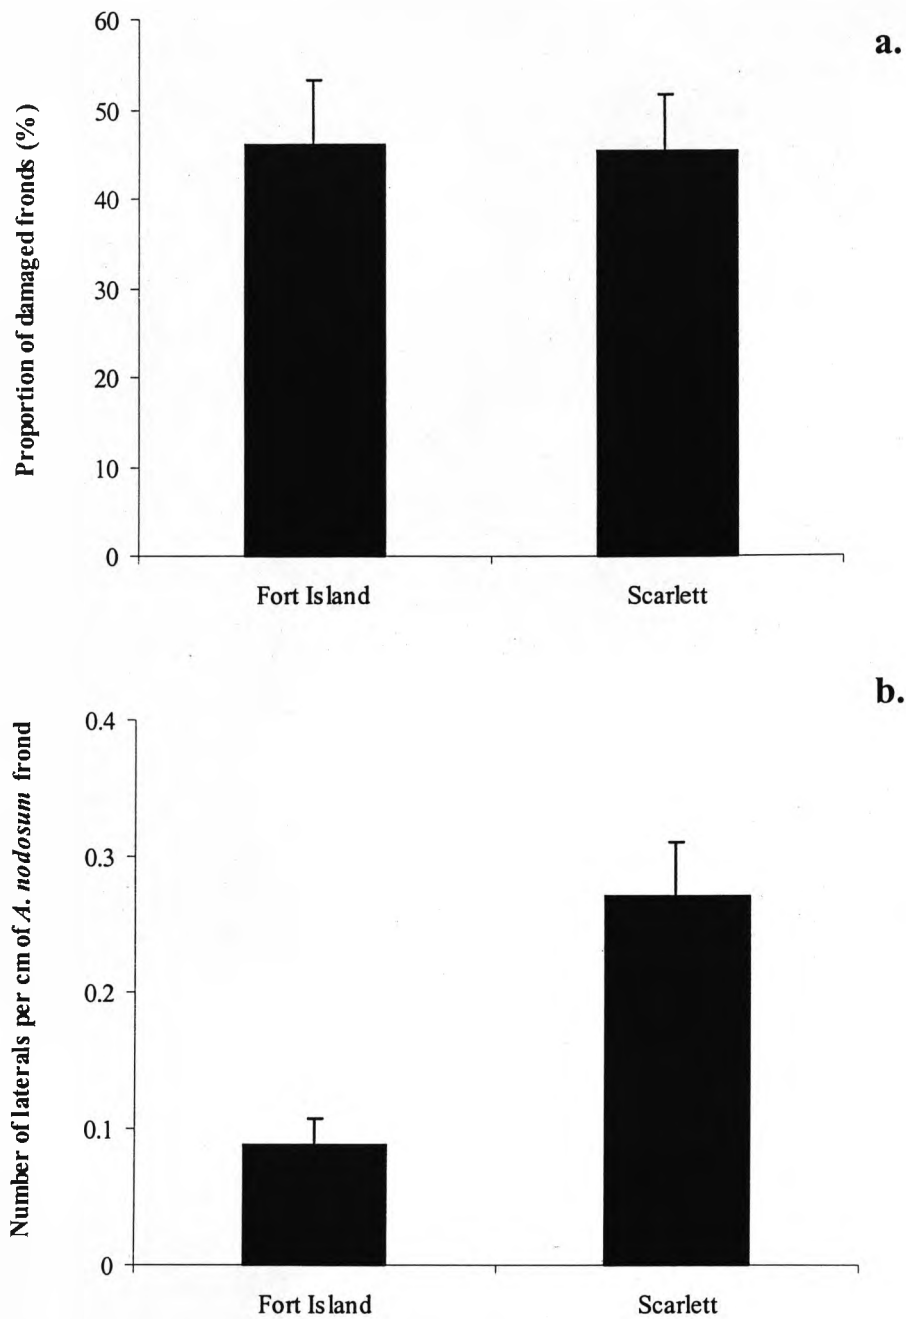 a.
Proportion of damaged fronds (%)
60
50
40
30
20
10
0
Fort Island
Scarlett
b.
Number of laterals per cm of A. nodosum frond
0.4
0.3
0.2
0.1
0
Fort Island
Scarlett